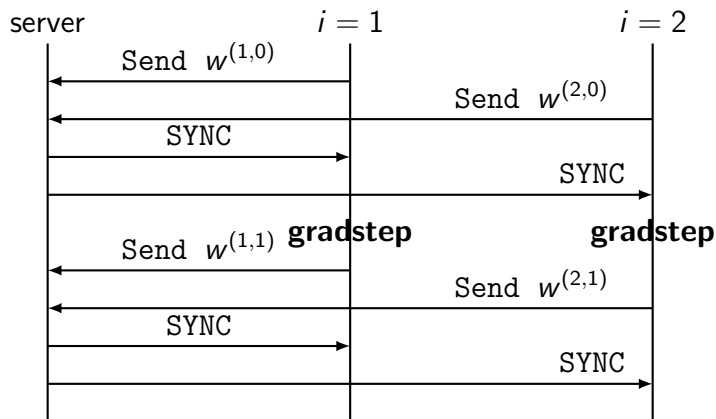 server i = 1 i = 2
Send w^{(1,0)}
Send w^{(2,0)}
SYNC
SYNC
gradstep gradstep
Send w^{(1,1)}
Send w^{(2,1)}
SYNC
SYNC